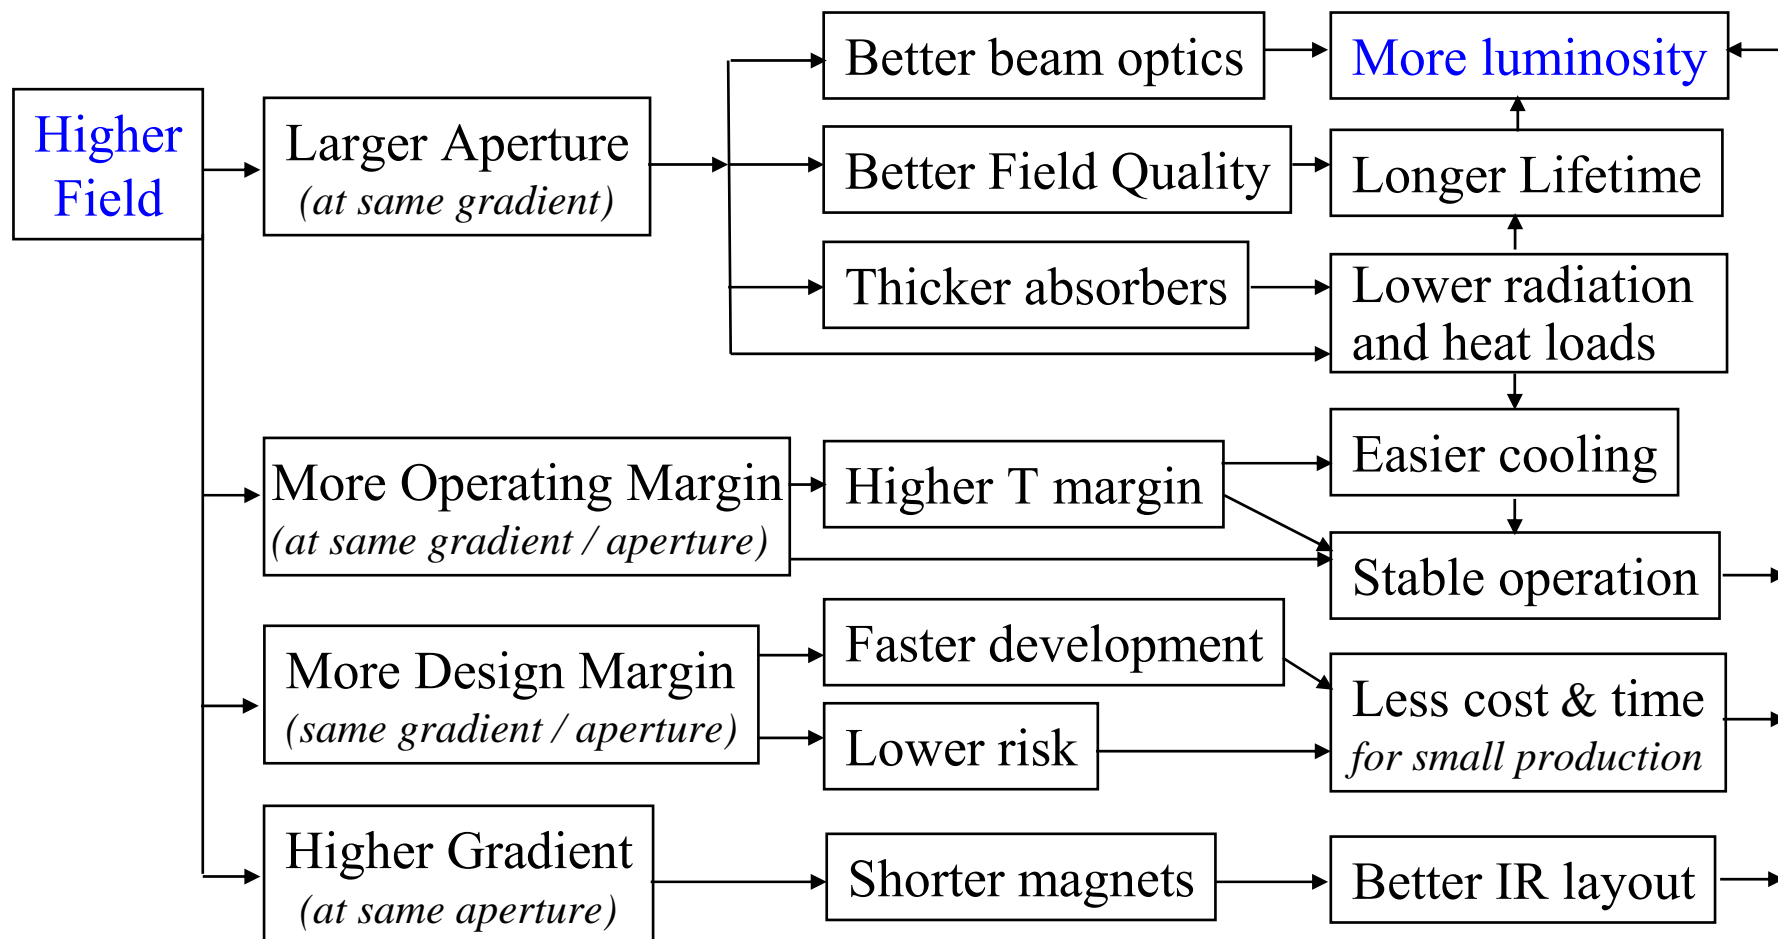 Better beam optics
More luminosity
Higher
Field
Larger Aperture
(at same gradient)
Better Field Quality
Longer Lifetime
Thicker absorbers
Lower radiation
and heat loads
More Operating Margin
(at same gradient / aperture)
Higher T margin
Easier cooling
Stable operation
More Design Margin
(same gradient / aperture)
Faster development
Lower risk
Less cost & time
for small production
Higher Gradient
(at same aperture)
Shorter magnets
Better IR layout